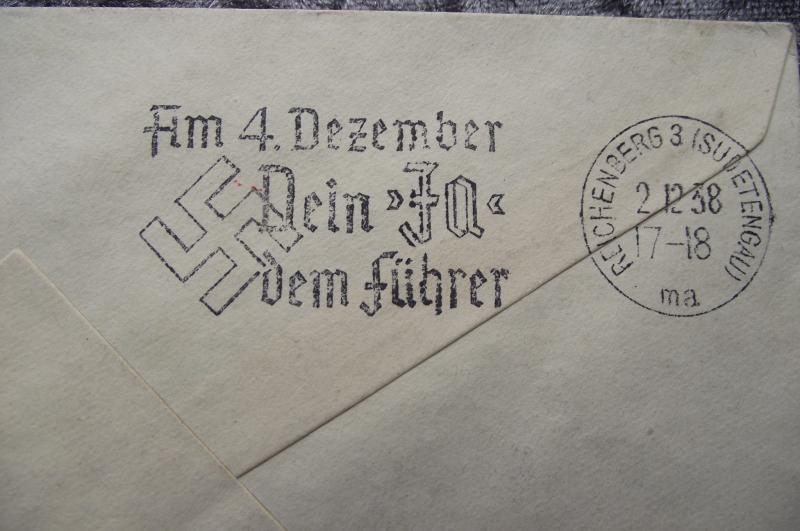 Am 4. Dezember
Dein »Ja«
dem Führer
REICHENBERG 3 (SUDETENGAU)
2.12.38
17-18
ma